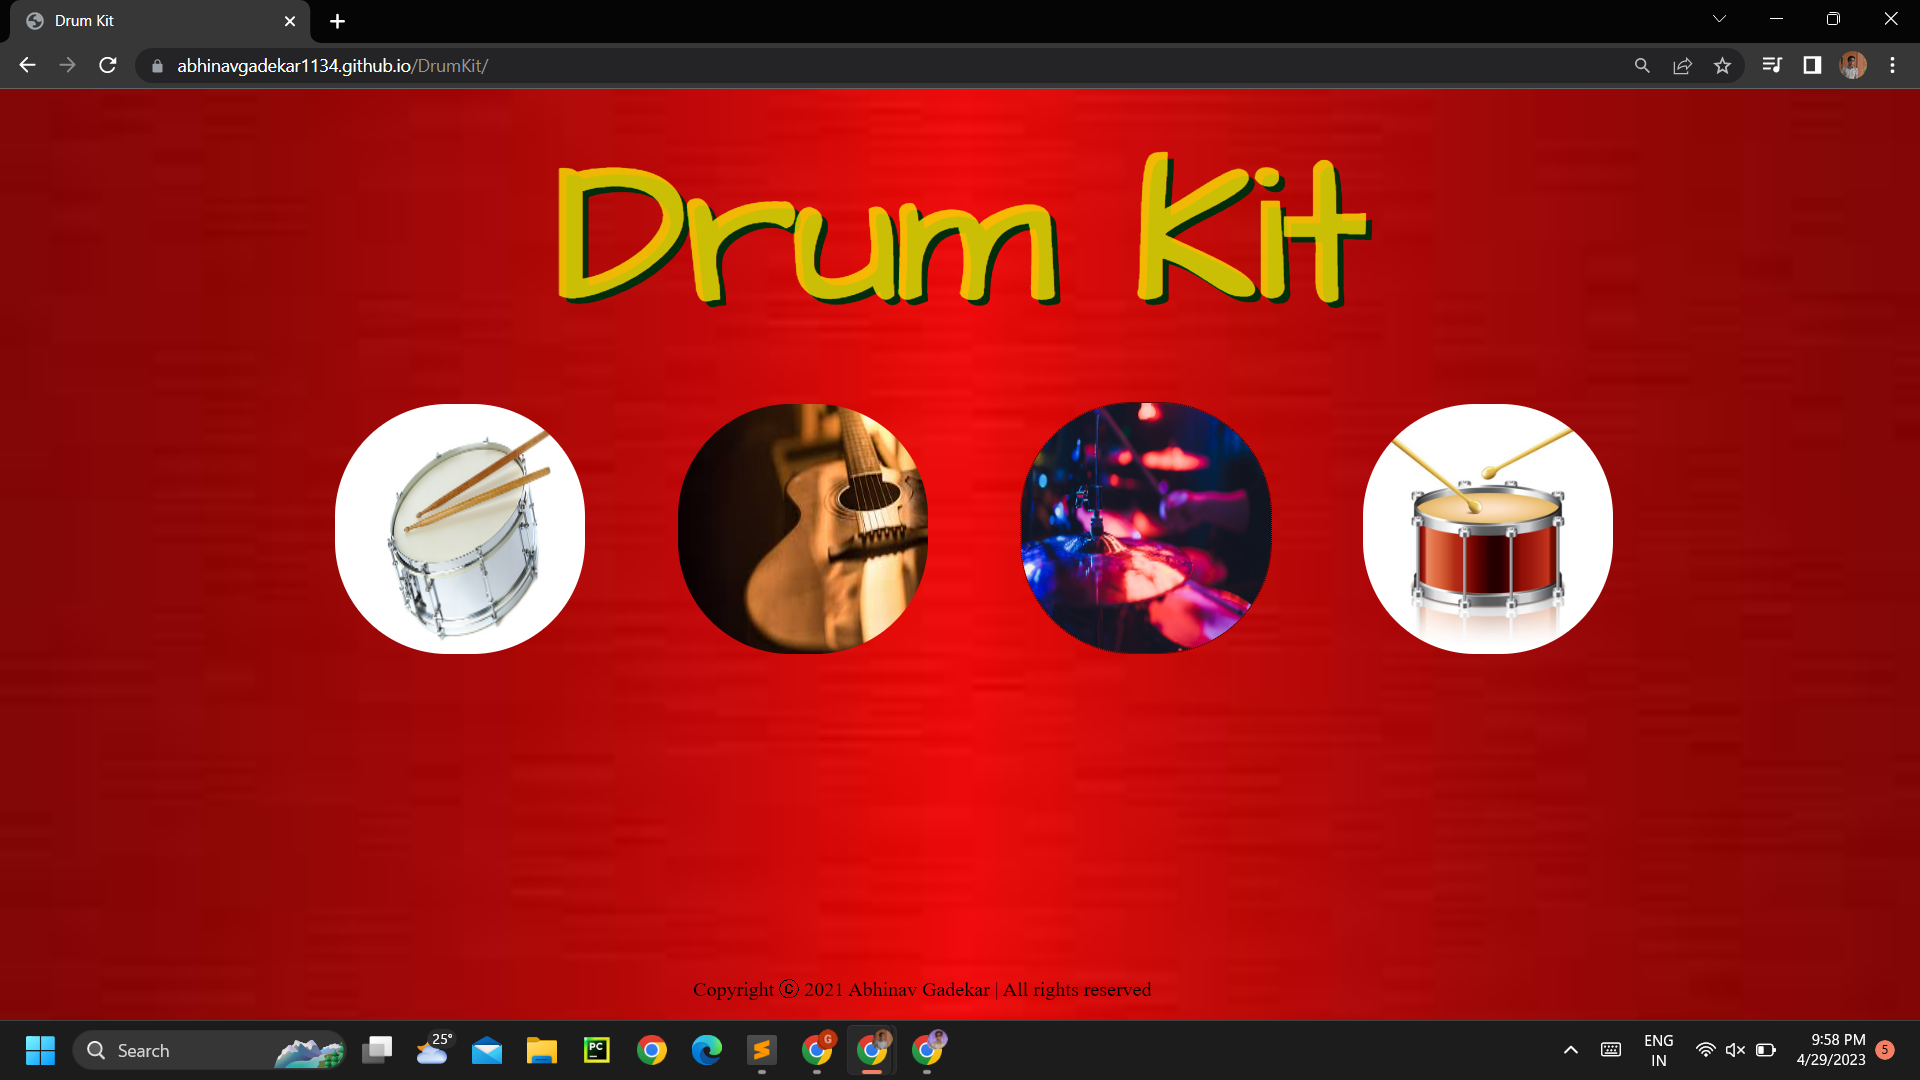 Drum Kit
abhinavgadekar1134.github.io/DrumKit/
Drum Kit
Copyright ⓒ 2021 Abhinav Gadekar | All rights reserved
Search
25°
PC
G
ENG
IN
9:58 PM
4/29/2023
5